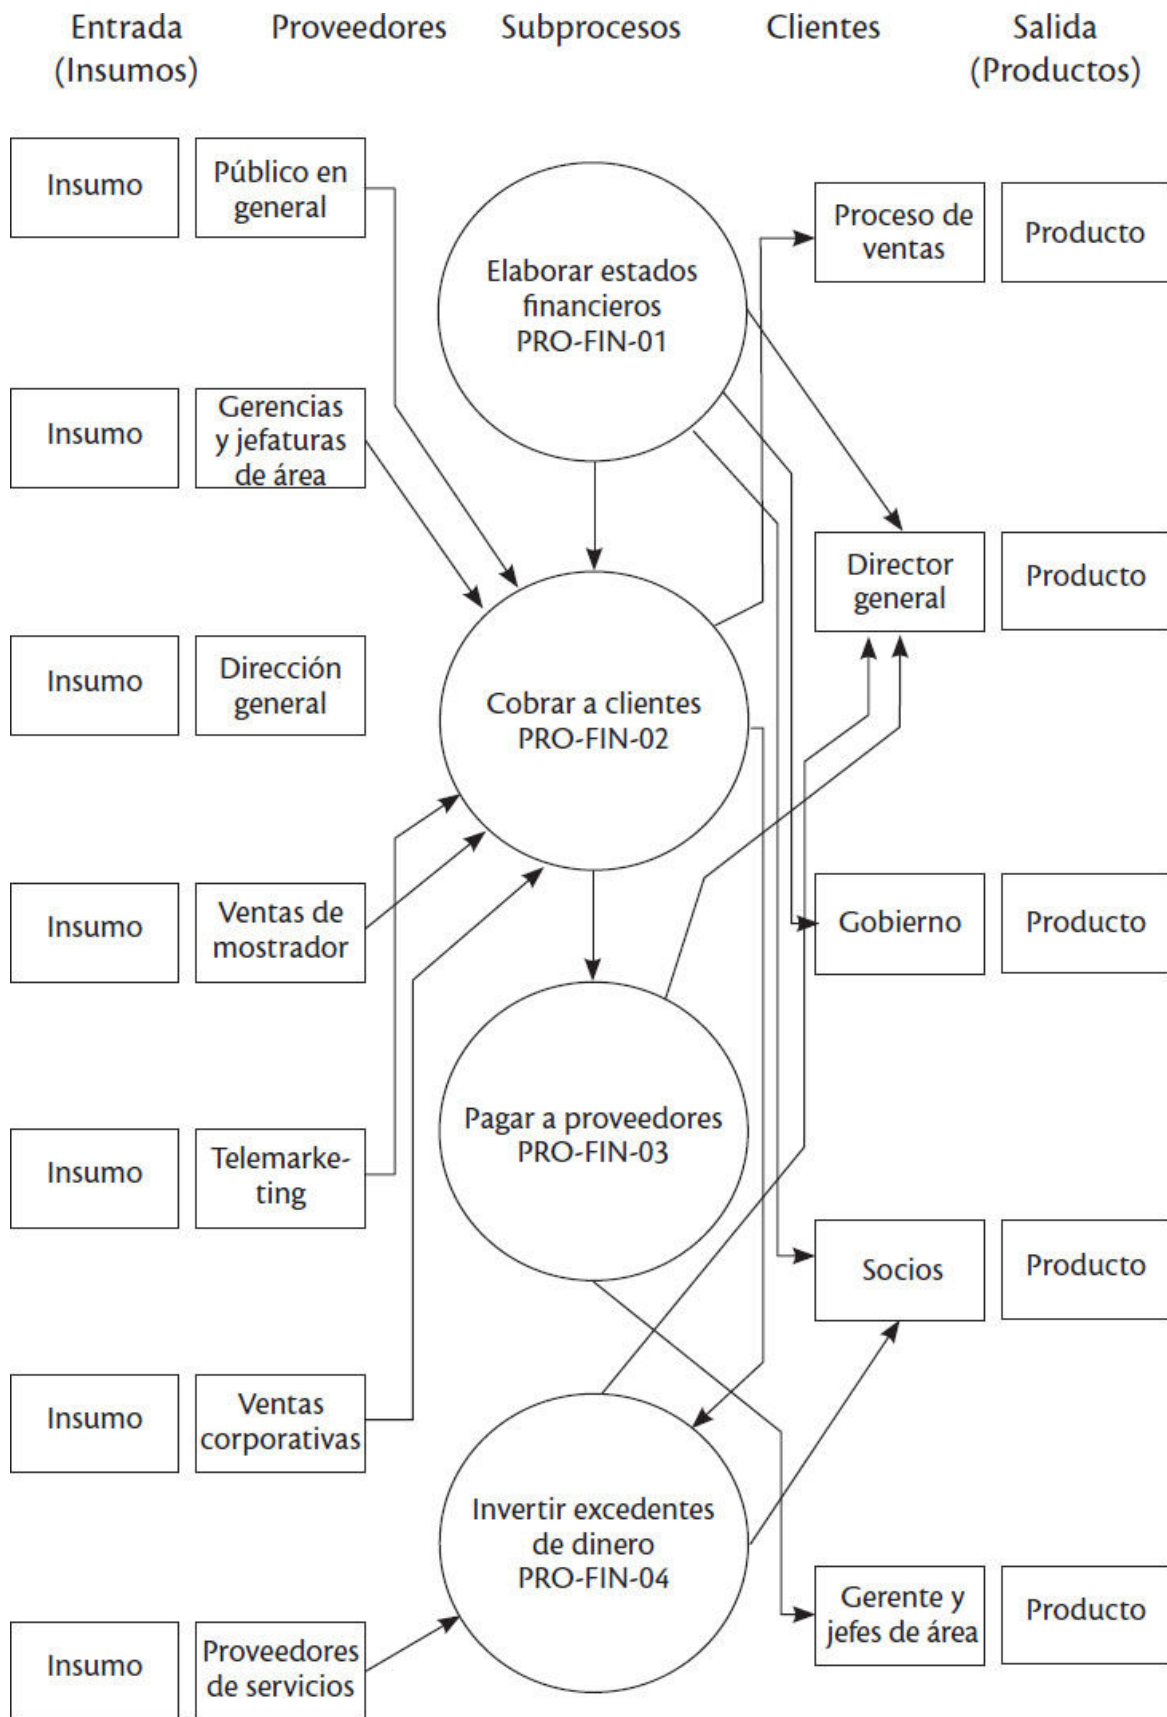 Entrada
(Insumos)
Proveedores
Subprocesos
Clientes
Salida
(Productos)
Insumo
Público en
general
Elaborar estados
financieros
PRO-FIN-01
Proceso de
ventas
Producto
Insumo
Gerencias
y jefaturas
de área
Director
general
Producto
Insumo
Dirección
general
Cobrar a clientes
PRO-FIN-02
Insumo
Ventas de
mostrador
Gobierno
Producto
Insumo
Telemarke-
ting
Pagar a proveedores
PRO-FIN-03
Socios
Producto
Insumo
Ventas
corporativas
Invertir excedentes
de dinero
PRO-FIN-04
Gerente y
jefes de área
Producto
Insumo
Proveedores
de servicios